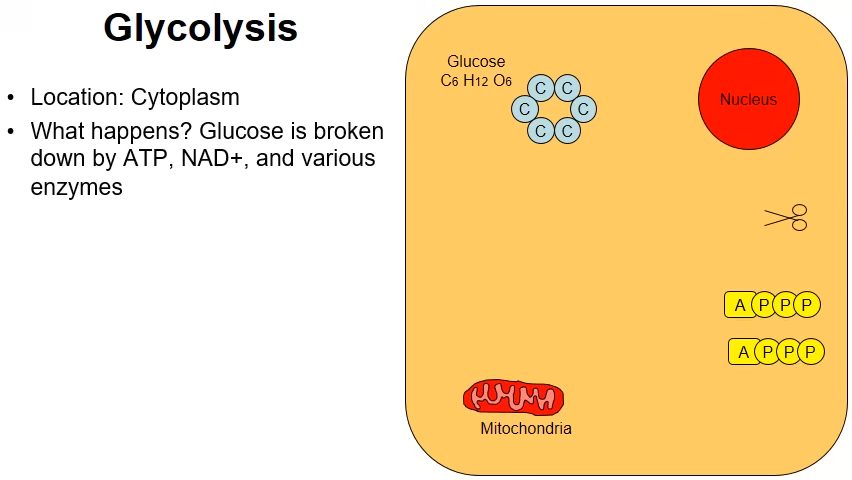 Glycolysis
• Location: Cytoplasm
• What happens? Glucose is broken
down by ATP, NAD+, and various
enzymes
Glucose
C6 H12 O6
C C
C C
C C
Nucleus
A P P P
A P P P
Mitochondria